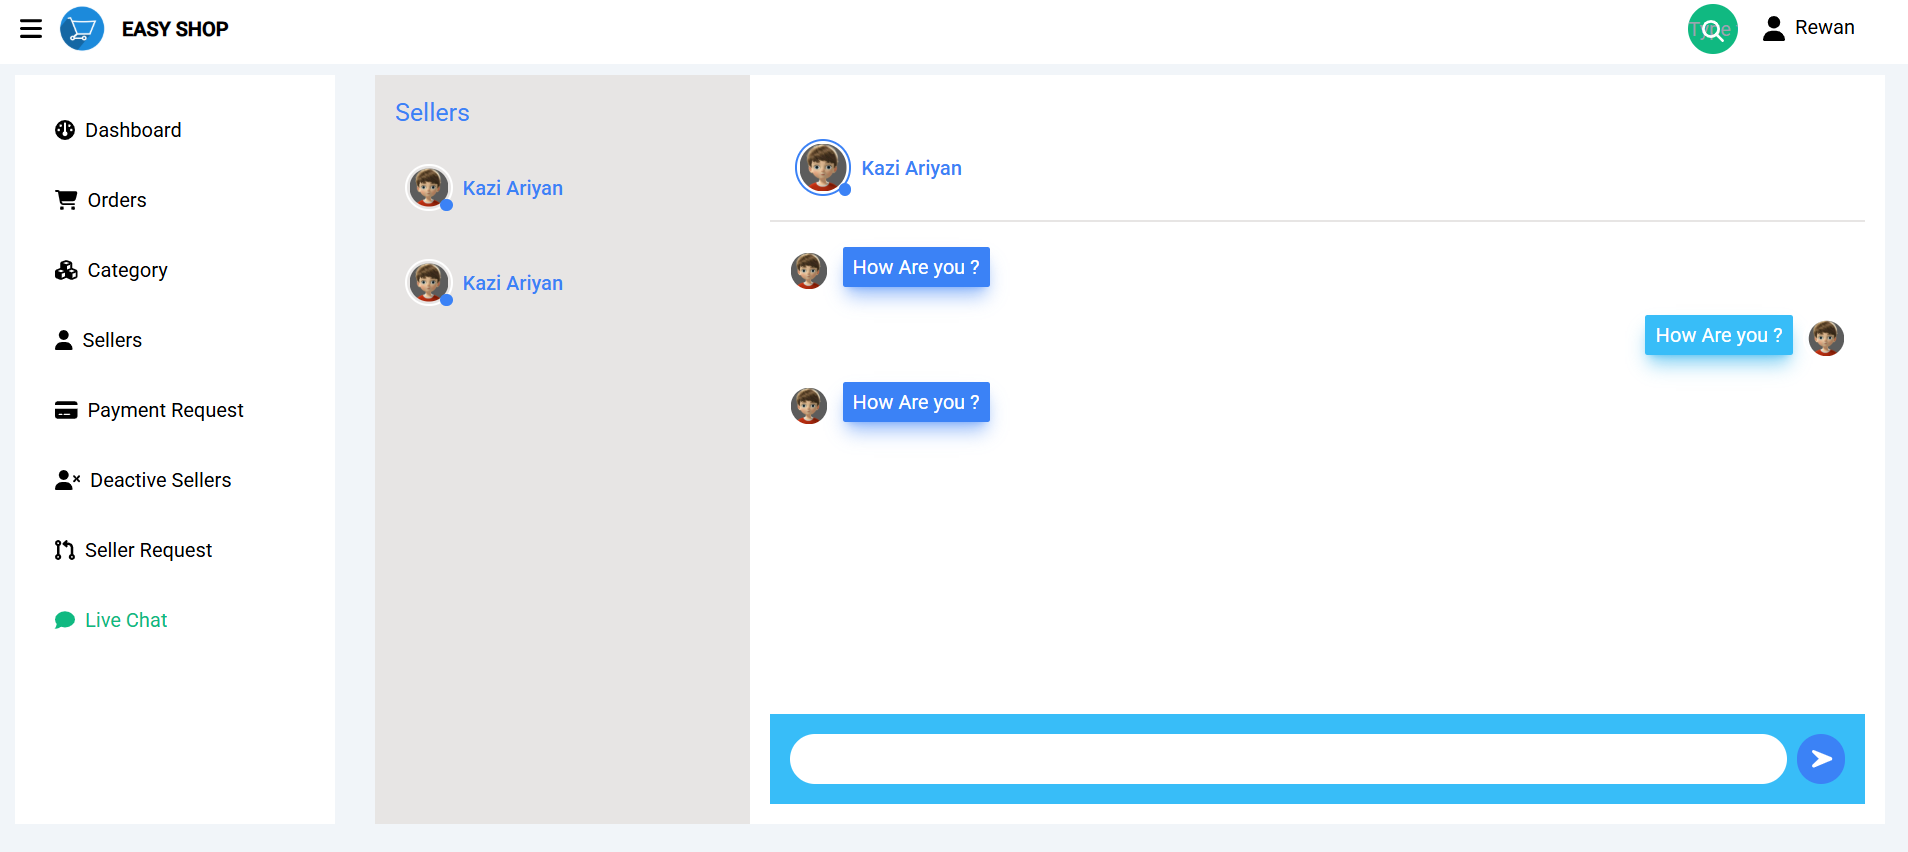 EASY SHOP
Type
Rewan
Dashboard
Orders
Category
Sellers
Payment Request
Deactive Sellers
Seller Request
Live Chat
Sellers
Kazi Ariyan
Kazi Ariyan
Kazi Ariyan
How Are you ?
How Are you ?
How Are you ?